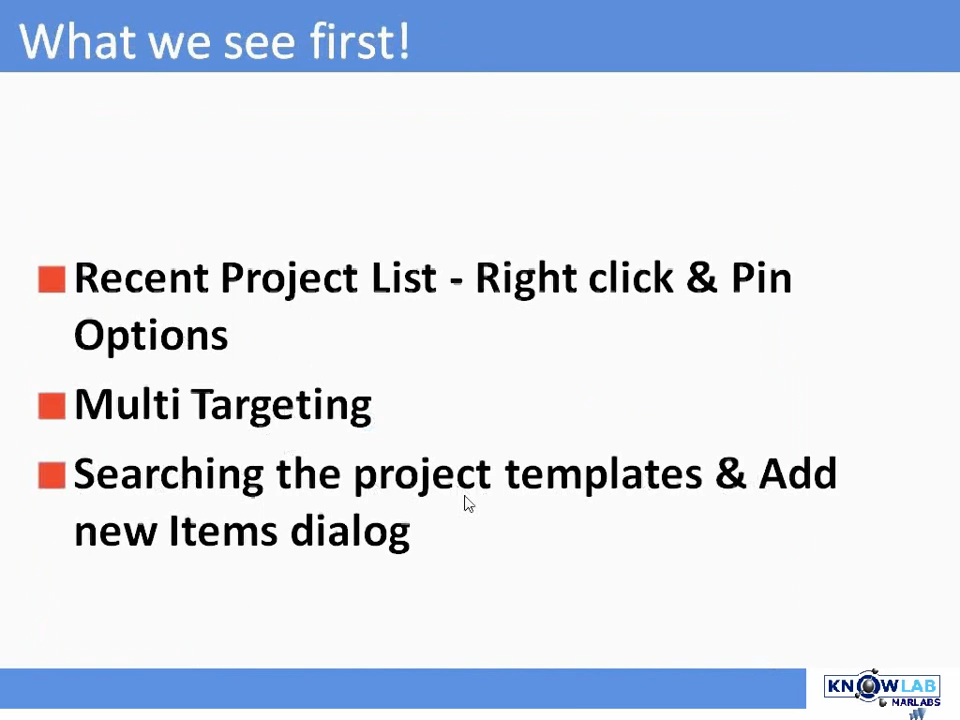 What we see first!
Recent Project List - Right click & Pin
Options
Multi Targeting
Searching the project templates & Add
new Items dialog
KNOWLAB
MARLABS